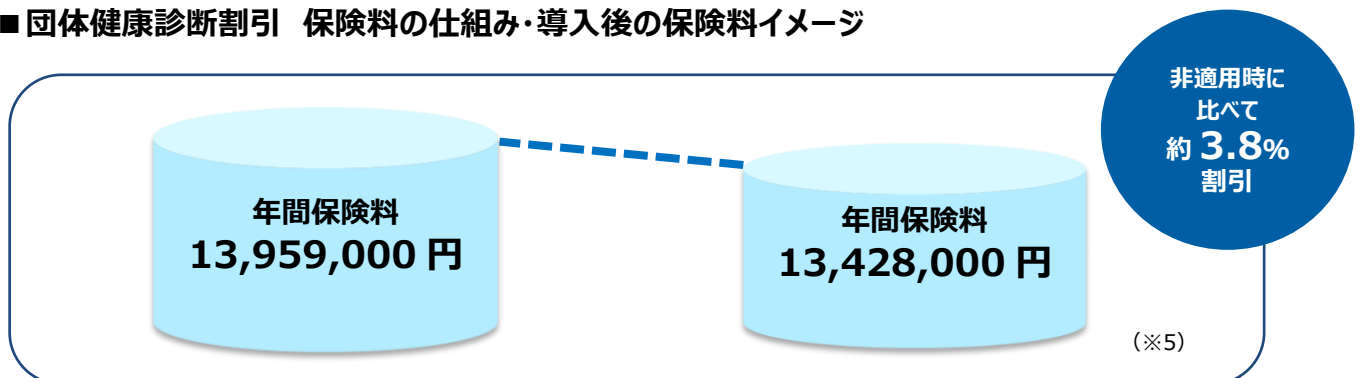 ■団体健康診断割引 保険料の仕組み・導入後の保険料イメージ
非適用時に
比べて
約 3.8%
割引
年間保険料
13,959,000 円
年間保険料
13,428,000 円
（※5）